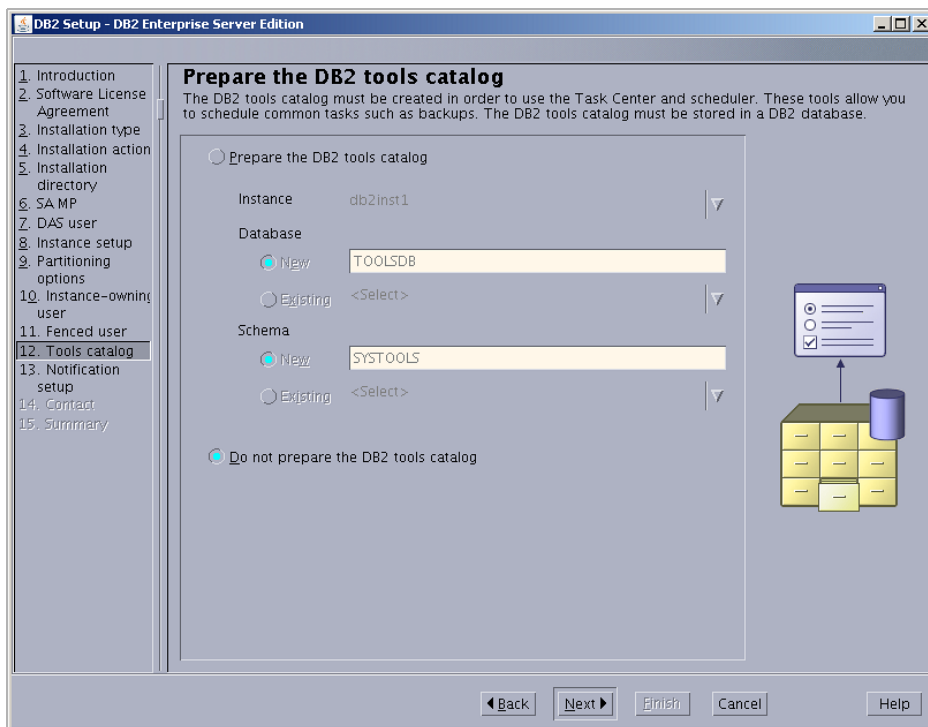 DB2 Setup - DB2 Enterprise Server Edition
1. Introduction
2. Software License
Agreement
3. Installation type
4. Installation action
5. Installation
directory
6. SA MP
7. DAS user
8. Instance setup
9. Partitioning
options
10. Instance-owning
user
11. Fenced user
12. Tools catalog
13. Notification
setup
14. Contact
15. Summary
Prepare the DB2 tools catalog
The DB2 tools catalog must be created in order to use the Task Center and scheduler. These tools allow you
to schedule common tasks such as backups. The DB2 tools catalog must be stored in a DB2 database.
Prepare the DB2 tools catalog
Instance db2inst1
Database
New TOOLSDB
Existing <Select>
Schema
New SYSTOOLS
Existing <Select>
Do not prepare the DB2 tools catalog
Back Next Finish Cancel Help